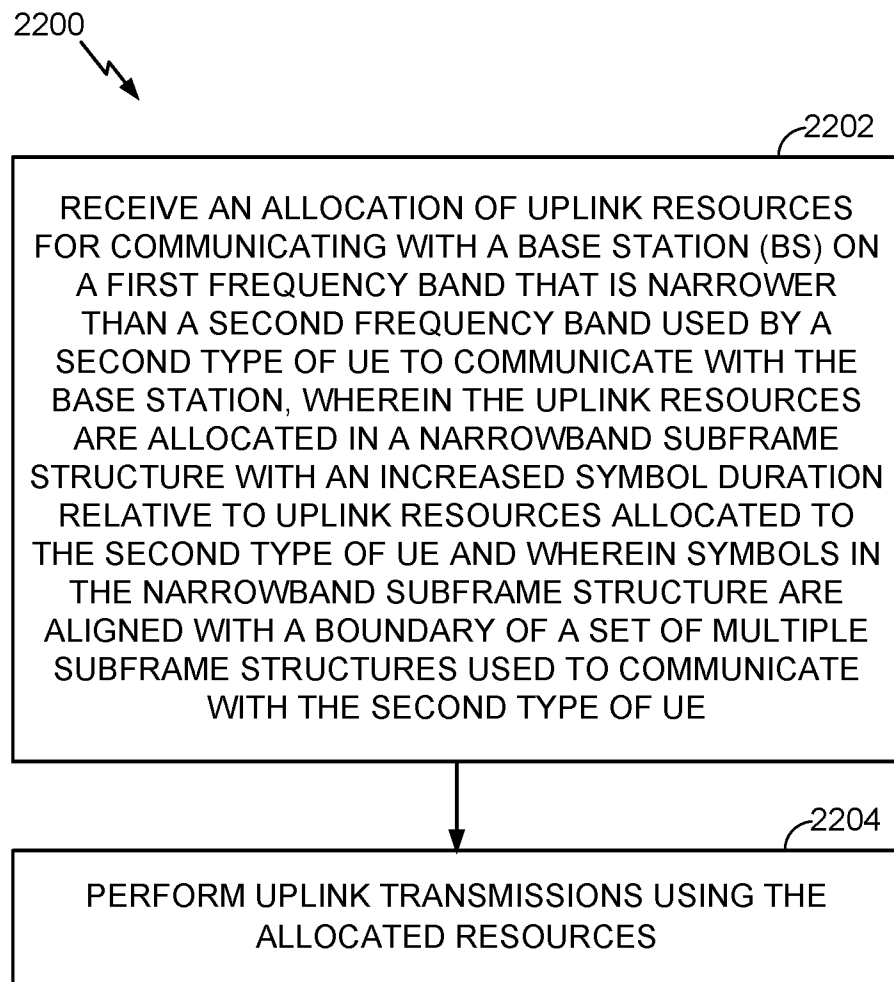 2200
2202
RECEIVE AN ALLOCATION OF UPLINK RESOURCES
FOR COMMUNICATING WITH A BASE STATION (BS) ON
A FIRST FREQUENCY BAND THAT IS NARROWER
THAN A SECOND FREQUENCY BAND USED BY A
SECOND TYPE OF UE TO COMMUNICATE WITH THE
BASE STATION, WHEREIN THE UPLINK RESOURCES
ARE ALLOCATED IN A NARROWBAND SUBFRAME
STRUCTURE WITH AN INCREASED SYMBOL DURATION
RELATIVE TO UPLINK RESOURCES ALLOCATED TO
THE SECOND TYPE OF UE AND WHEREIN SYMBOLS IN
THE NARROWBAND SUBFRAME STRUCTURE ARE
ALIGNED WITH A BOUNDARY OF A SET OF MULTIPLE
SUBFRAME STRUCTURES USED TO COMMUNICATE
WITH THE SECOND TYPE OF UE
2204
PERFORM UPLINK TRANSMISSIONS USING THE
ALLOCATED RESOURCES